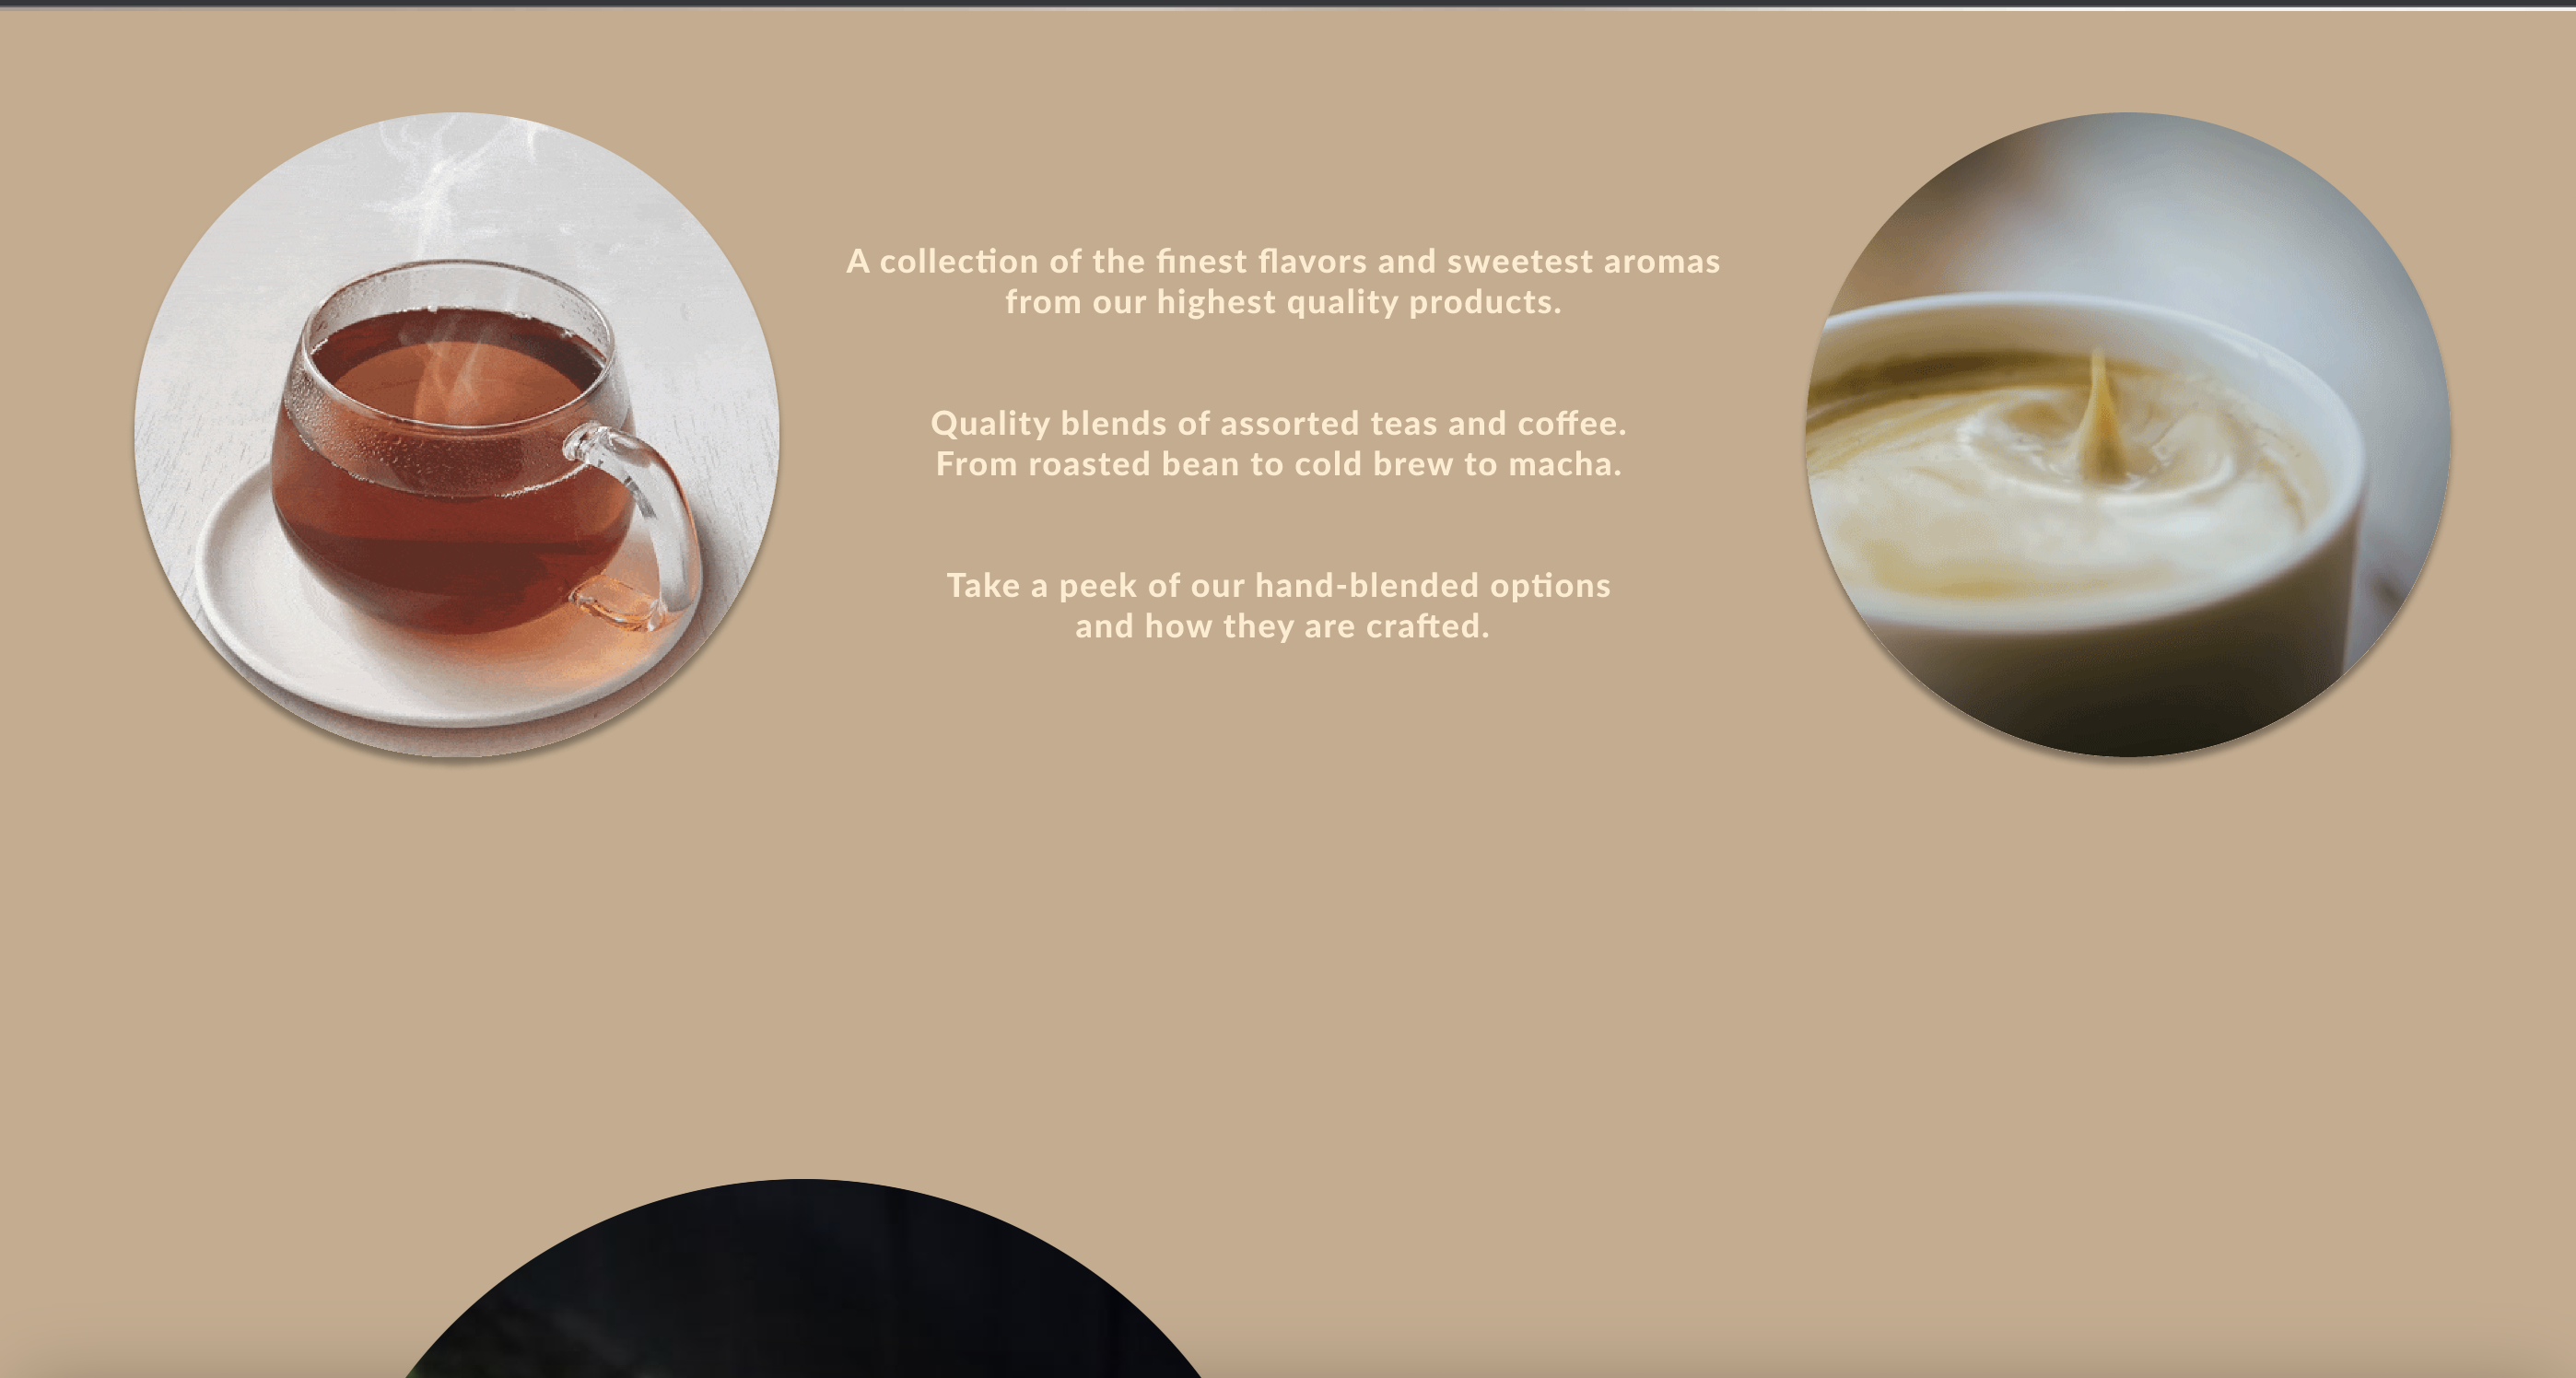 A collection of the finest flavors and sweetest aromas
from our highest quality products.
Quality blends of assorted teas and coffee.
From roasted bean to cold brew to macha.
Take a peek of our hand-blended options
and how they are crafted.